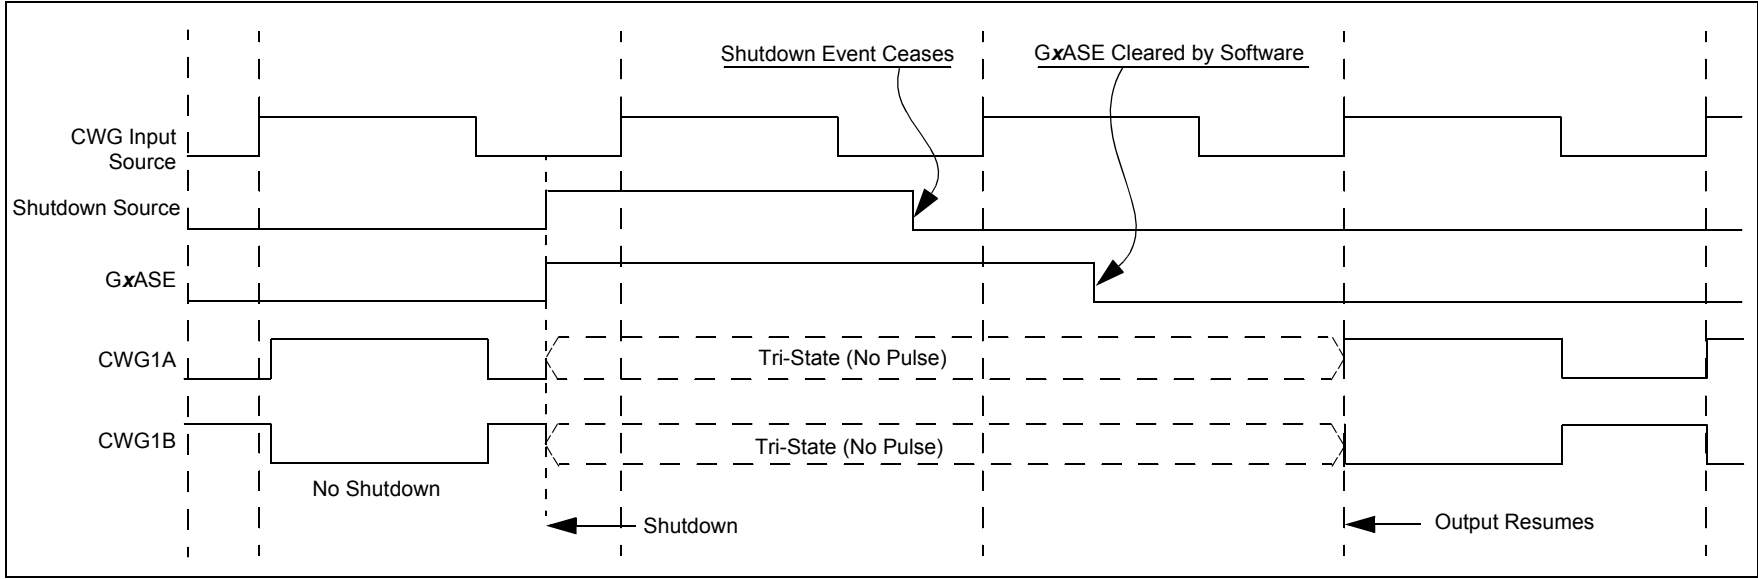 Shutdown Event Ceases
GxASE Cleared by Software
CWG Input
Source
Shutdown Source
GxASE
CWG1A
Tri-State (No Pulse)
CWG1B
Tri-State (No Pulse)
No Shutdown
Shutdown
Output Resumes